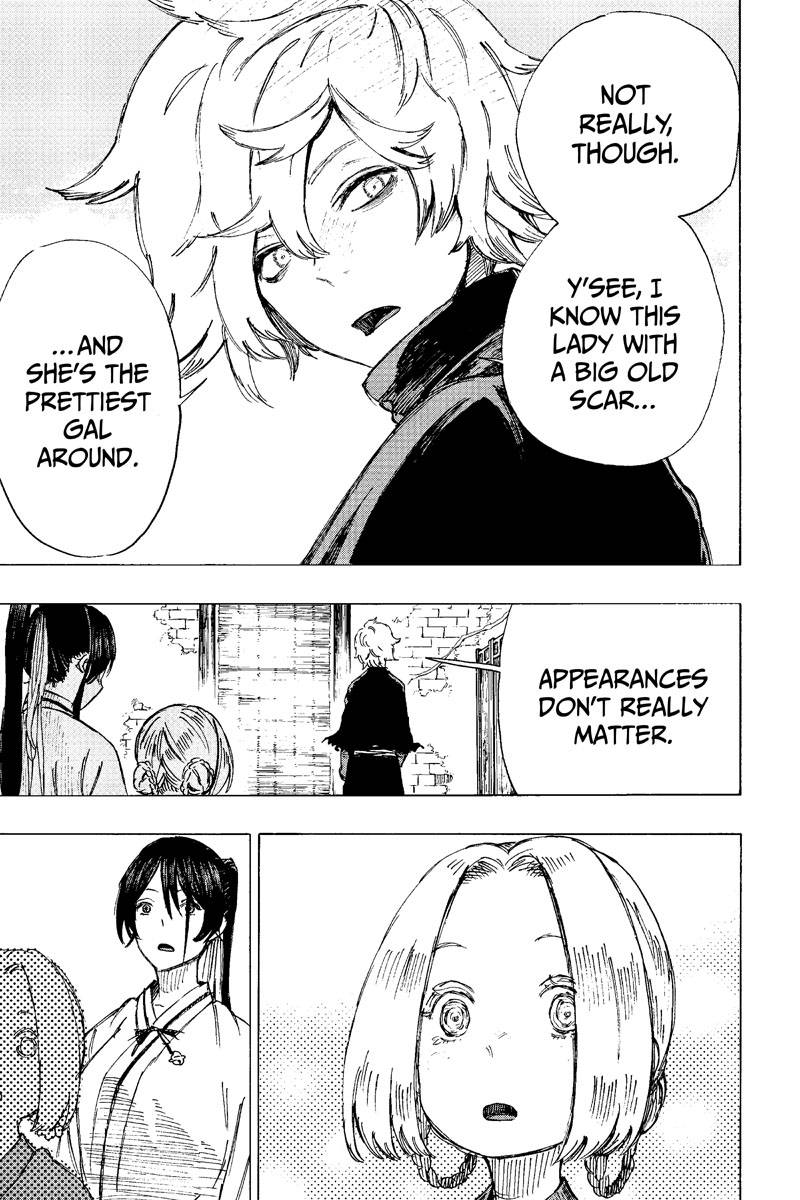 NOT
REALLY,
THOUGH.
Y'SEE, I
KNOW THIS
LADY WITH
A BIG OLD
SCAR...
...AND
SHE'S THE
PRETTIEST
GAL
AROUND.
APPEARANCES
DON'T REALLY
MATTER.